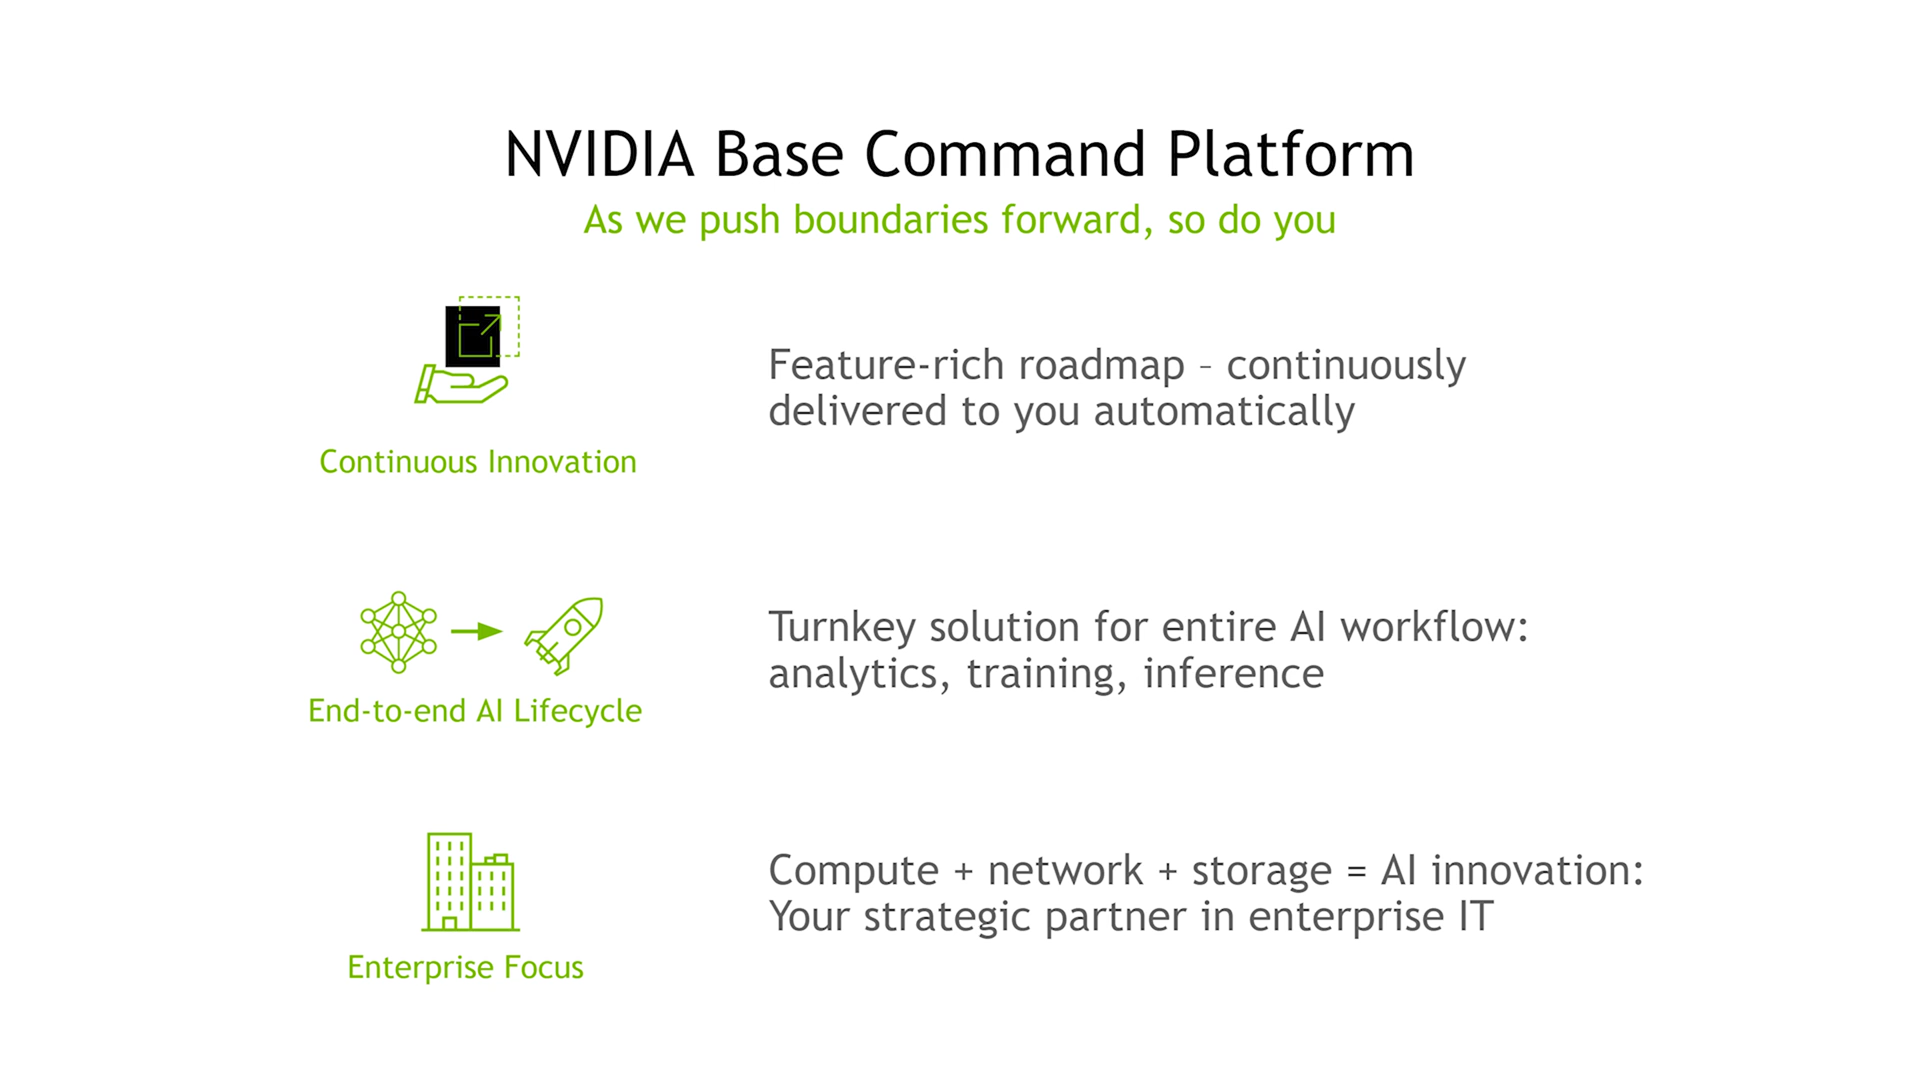 NVIDIA Base Command Platform
As we push boundaries forward, so do you
Continuous Innovation
Feature-rich roadmap – continuously
delivered to you automatically
End-to-end AI Lifecycle
Turnkey solution for entire AI workflow:
analytics, training, inference
Enterprise Focus
Compute + network + storage = AI innovation:
Your strategic partner in enterprise IT